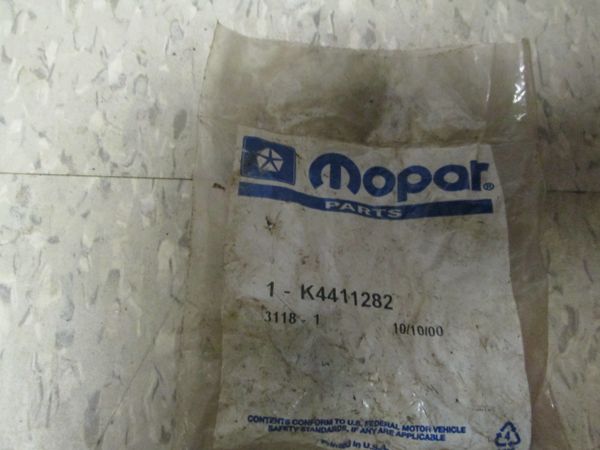 Mopar®
PARTS
1 - K4411282
3118 - 1 10/10/00
CONTENTS CONFORM TO U.S. FEDERAL MOTOR VEHICLE
SAFETY STANDARDS, IF ANY ARE APPLICABLE
Printed in U.S.A.
4